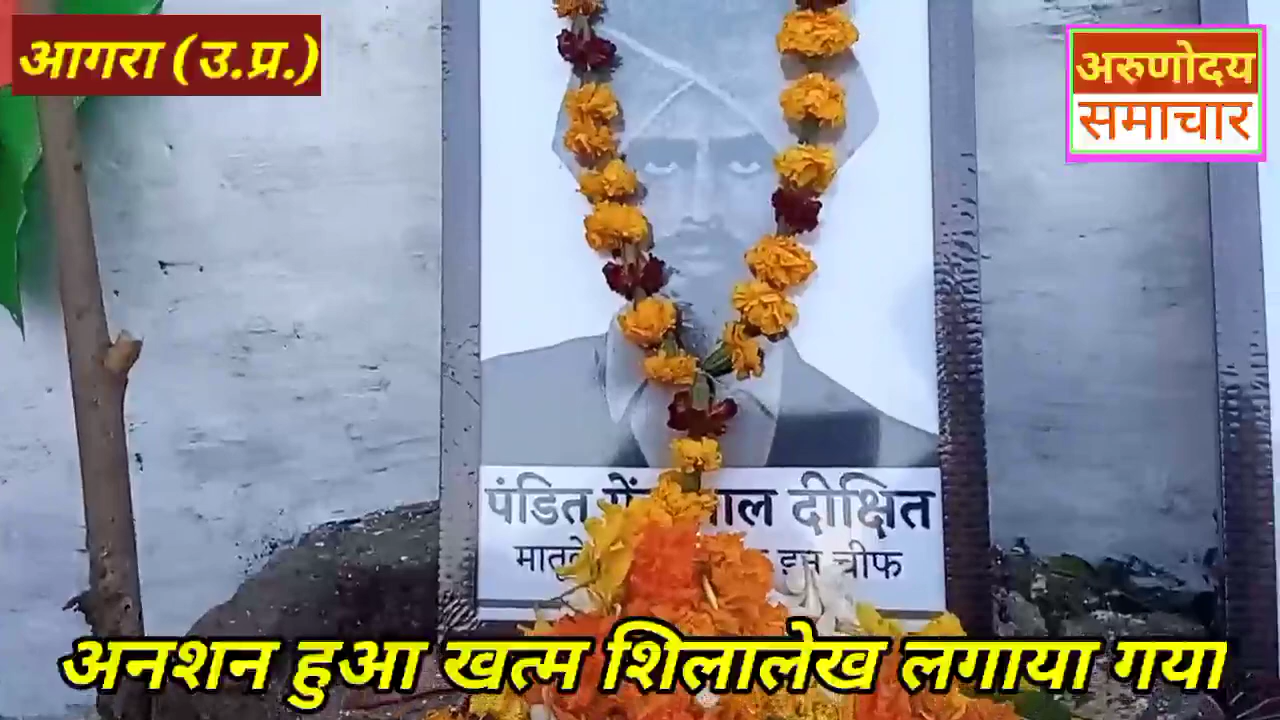 आगरा (उ.प्र.)
अरुणोदय
समाचार
पंडित दीक्षित
चीफ
अनशन हुआ खत्म शिलालेख लगाया गया